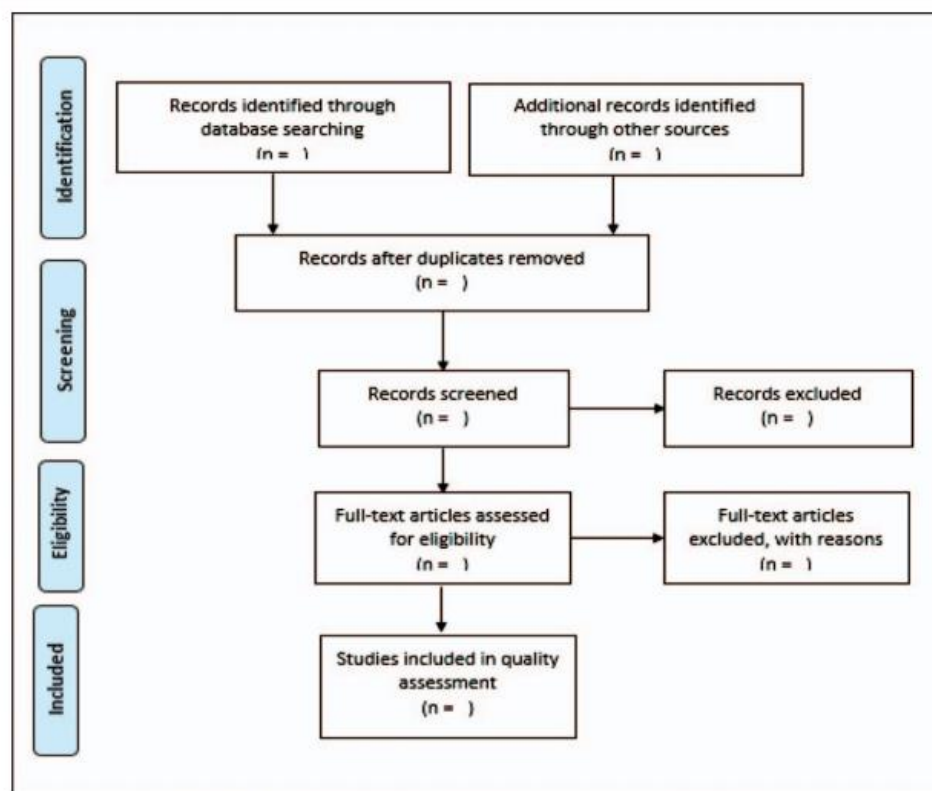 Identification
Records identified through
database searching
(n =   )
Additional records identified
through other sources
(n =   )
Records after duplicates removed
(n =   )
Screening
Records screened
(n =   )
Records excluded
(n =   )
Eligibility
Full-text articles assessed
for eligibility
(n =   )
Full-text articles
excluded, with reasons
(n =   )
Included
Studies included in quality
assessment
(n =   )